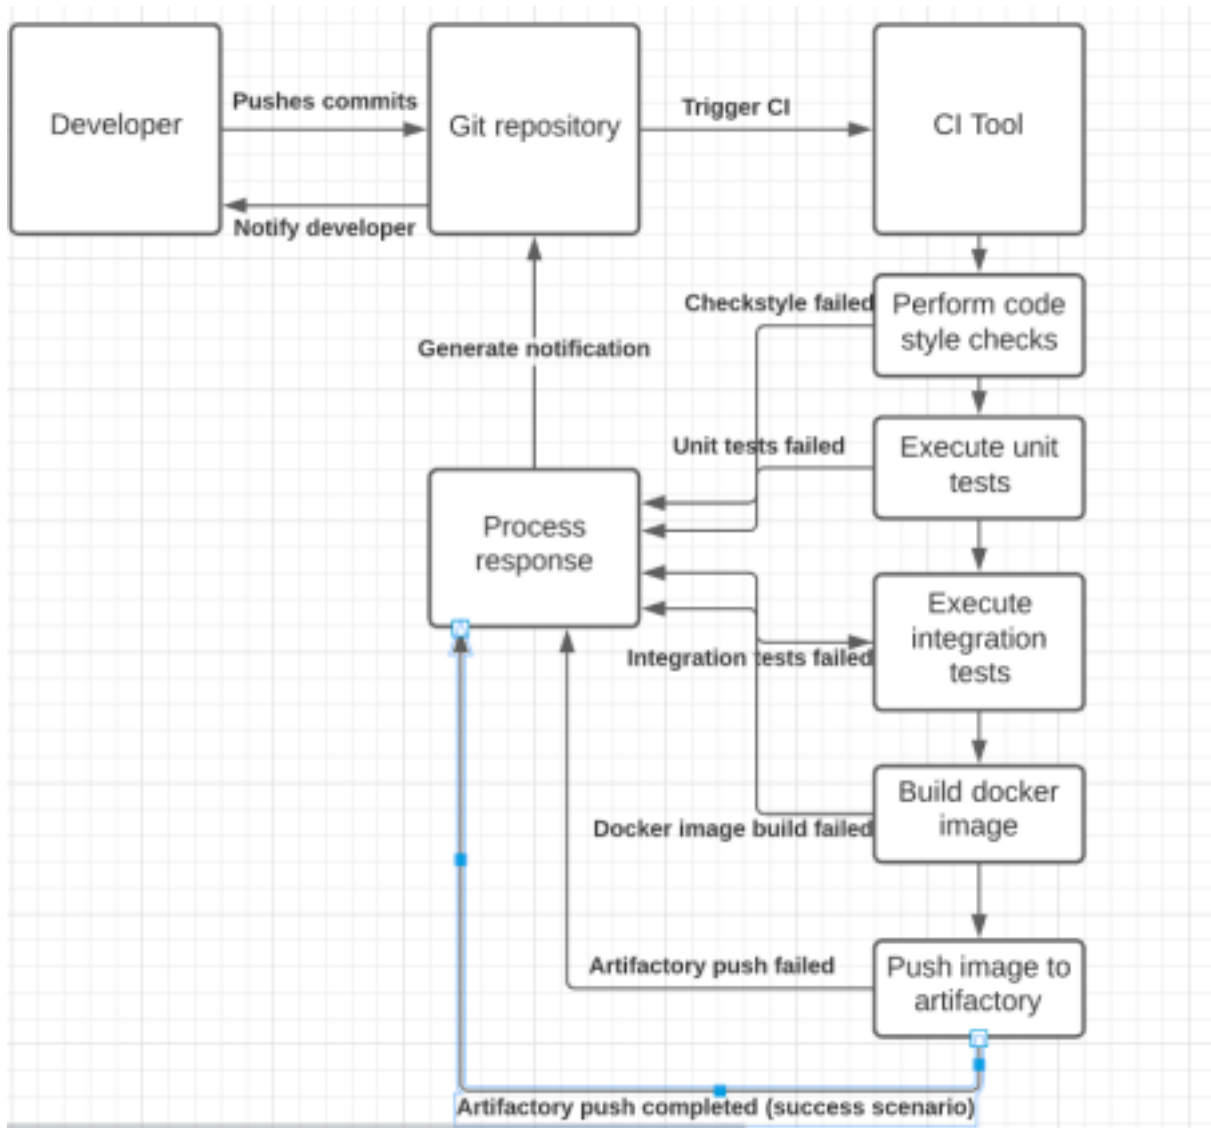 Developer
Pushes commits
Git repository
Trigger CI
CI Tool
Notify developer
Checkstyle failed
Perform code
style checks
Generate notification
Unit tests failed
Execute unit
tests
Process
response
Execute
integration
tests
Integration tests failed
Build docker
image
Docker image build failed
Artifactory push failed
Push image to
artifactory
Artifactory push completed (success scenario)